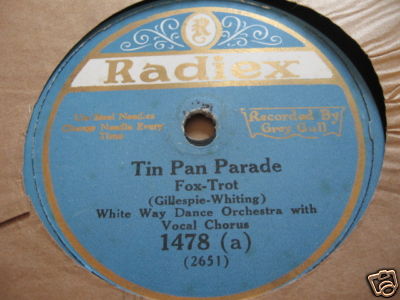 R
Radiex
Use Steel Needles
Change Needle Every
Time
Recorded By
Grey Gull
Tin Pan Parade
Fox-Trot
(Gillespie-Whiting)
White Way Dance Orchestra with
Vocal Chorus
1478 (a)
(2651)